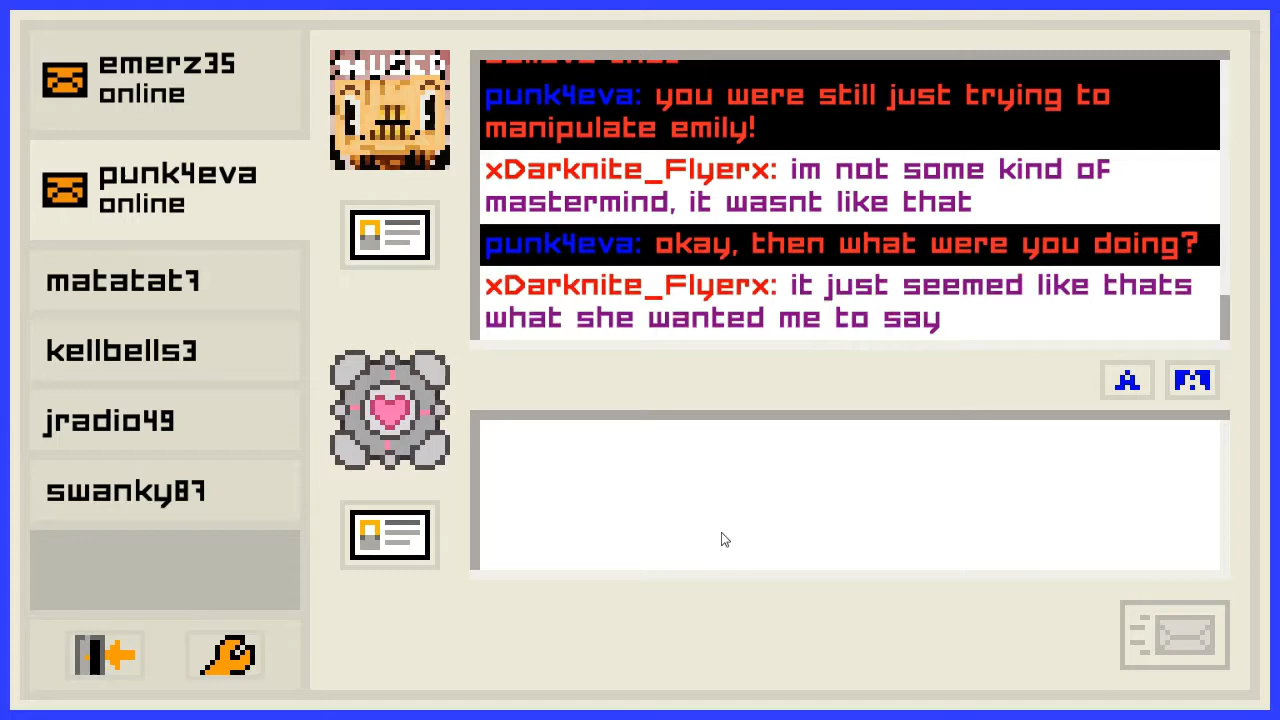 emerz35
online
punk4eva
online
matatat7
kellbells3
jradio49
swanky87
MUSED
punk4eva: you were still just trying to
manipulate emily!
xDarknite_Flyerx: im not some kind of
mastermind, it wasnt like that
punk4eva: okay, then what were you doing?
xDarknite_Flyerx: it just seemed like thats
what she wanted me to say
A